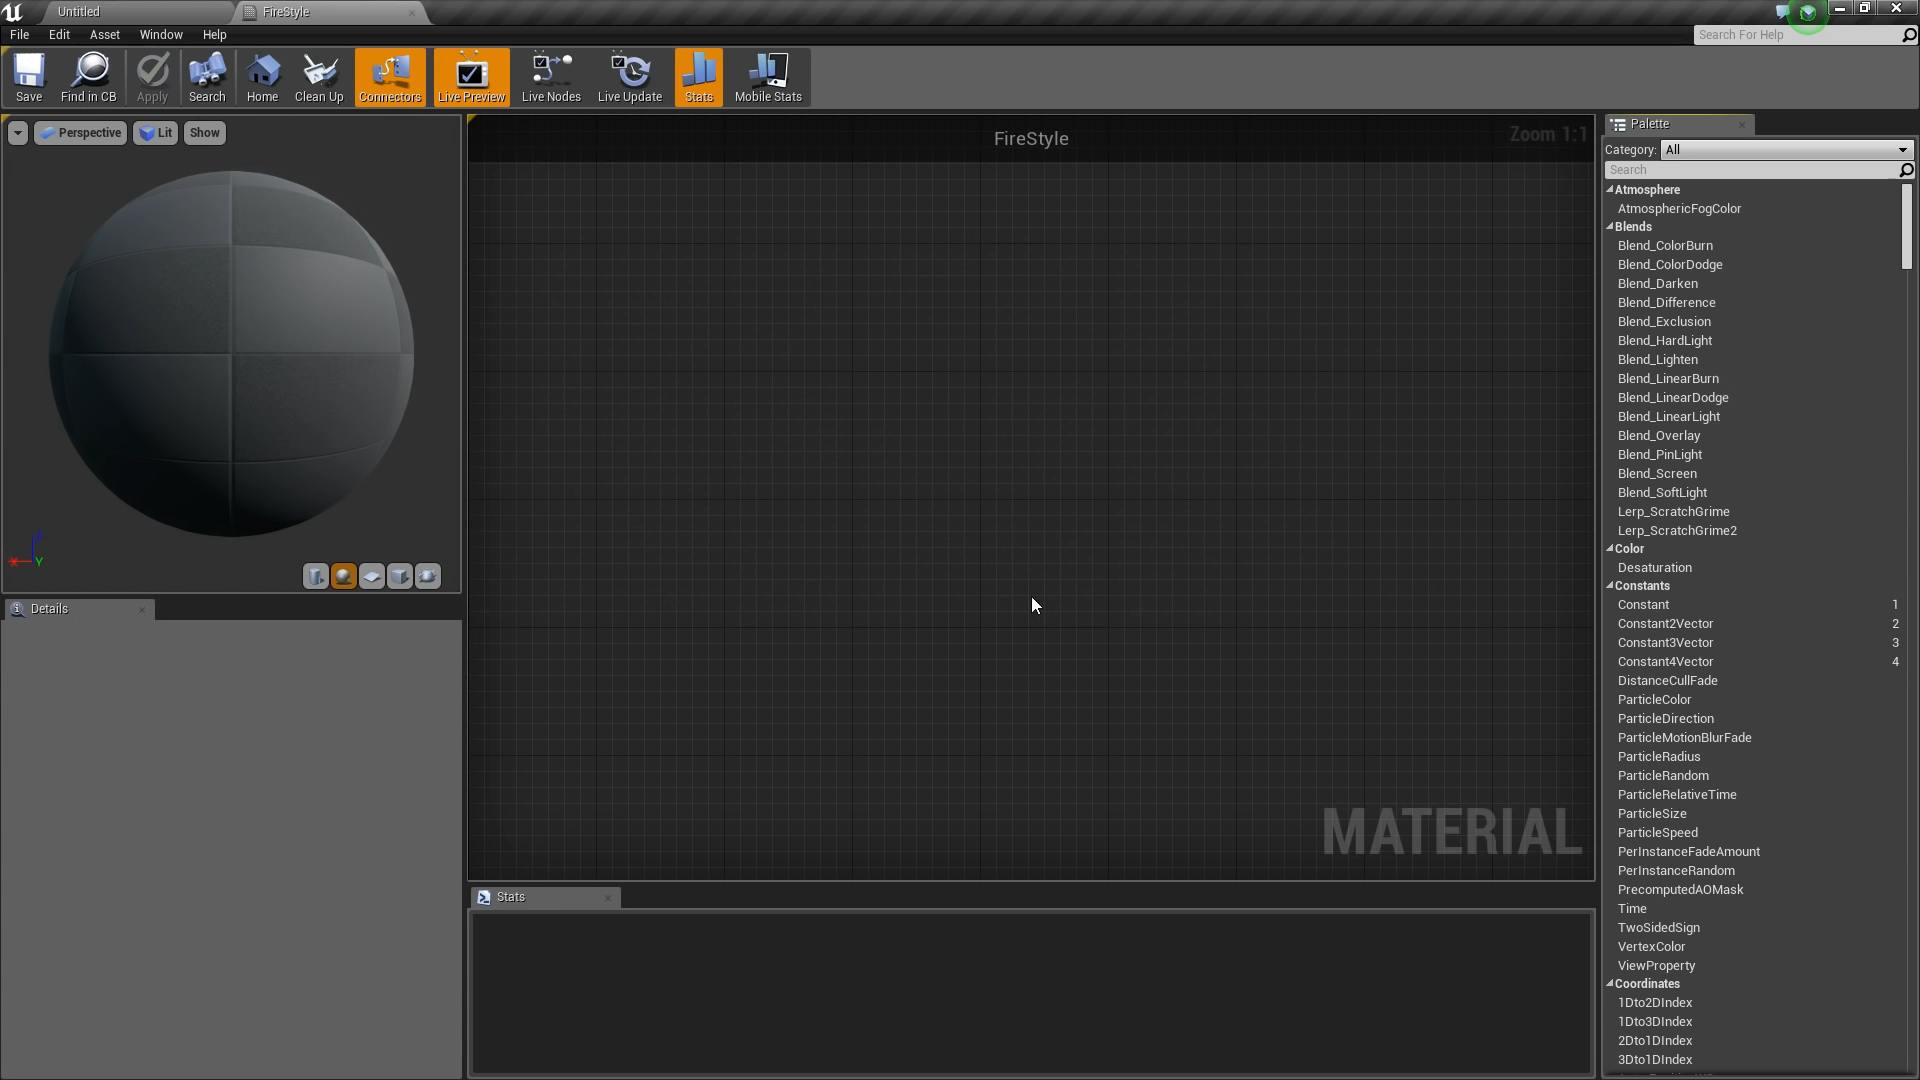 Untitled
FireStyle
File Edit Asset Window Help
Search For Help
Save Find in CB Apply Search Home Clean Up Connectors Live Preview Live Nodes Live Update Stats Mobile Stats
Perspective Lit Show
FireStyle
Zoom 1:1
X Y
Details
MATERIAL
Stats
Palette
Category: All
Search
Atmosphere
AtmosphericFogColor
Blends
Blend_ColorBurn
Blend_ColorDodge
Blend_Darken
Blend_Difference
Blend_Exclusion
Blend_HardLight
Blend_Lighten
Blend_LinearBurn
Blend_LinearDodge
Blend_LinearLight
Blend_Overlay
Blend_PinLight
Blend_Screen
Blend_SoftLight
Lerp_ScratchGrime
Lerp_ScratchGrime2
Color
Desaturation
Constants
Constant 1
Constant2Vector 2
Constant3Vector 3
Constant4Vector 4
DistanceCullFade
ParticleColor
ParticleDirection
ParticleMotionBlurFade
ParticleRadius
ParticleRandom
ParticleRelativeTime
ParticleSize
ParticleSpeed
PerInstanceFadeAmount
PerInstanceRandom
PrecomputedAOMask
Time
TwoSidedSign
VertexColor
ViewProperty
Coordinates
1Dto2DIndex
1Dto3DIndex
2Dto1DIndex
3Dto1DIndex